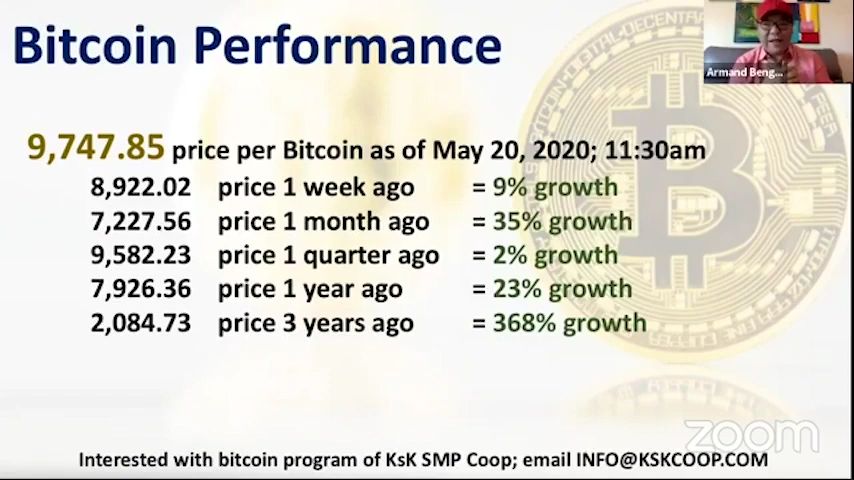 Bitcoin Performance
Armand Beng...
9,747.85 price per Bitcoin as of May 20, 2020; 11:30am
8,922.02 price 1 week ago = 9% growth
7,227.56 price 1 month ago = 35% growth
9,582.23 price 1 quarter ago = 2% growth
7,926.36 price 1 year ago = 23% growth
2,084.73 price 3 years ago = 368% growth
zoom
Interested with bitcoin program of KsK SMP Coop; email INFO@KSKCOOP.COM